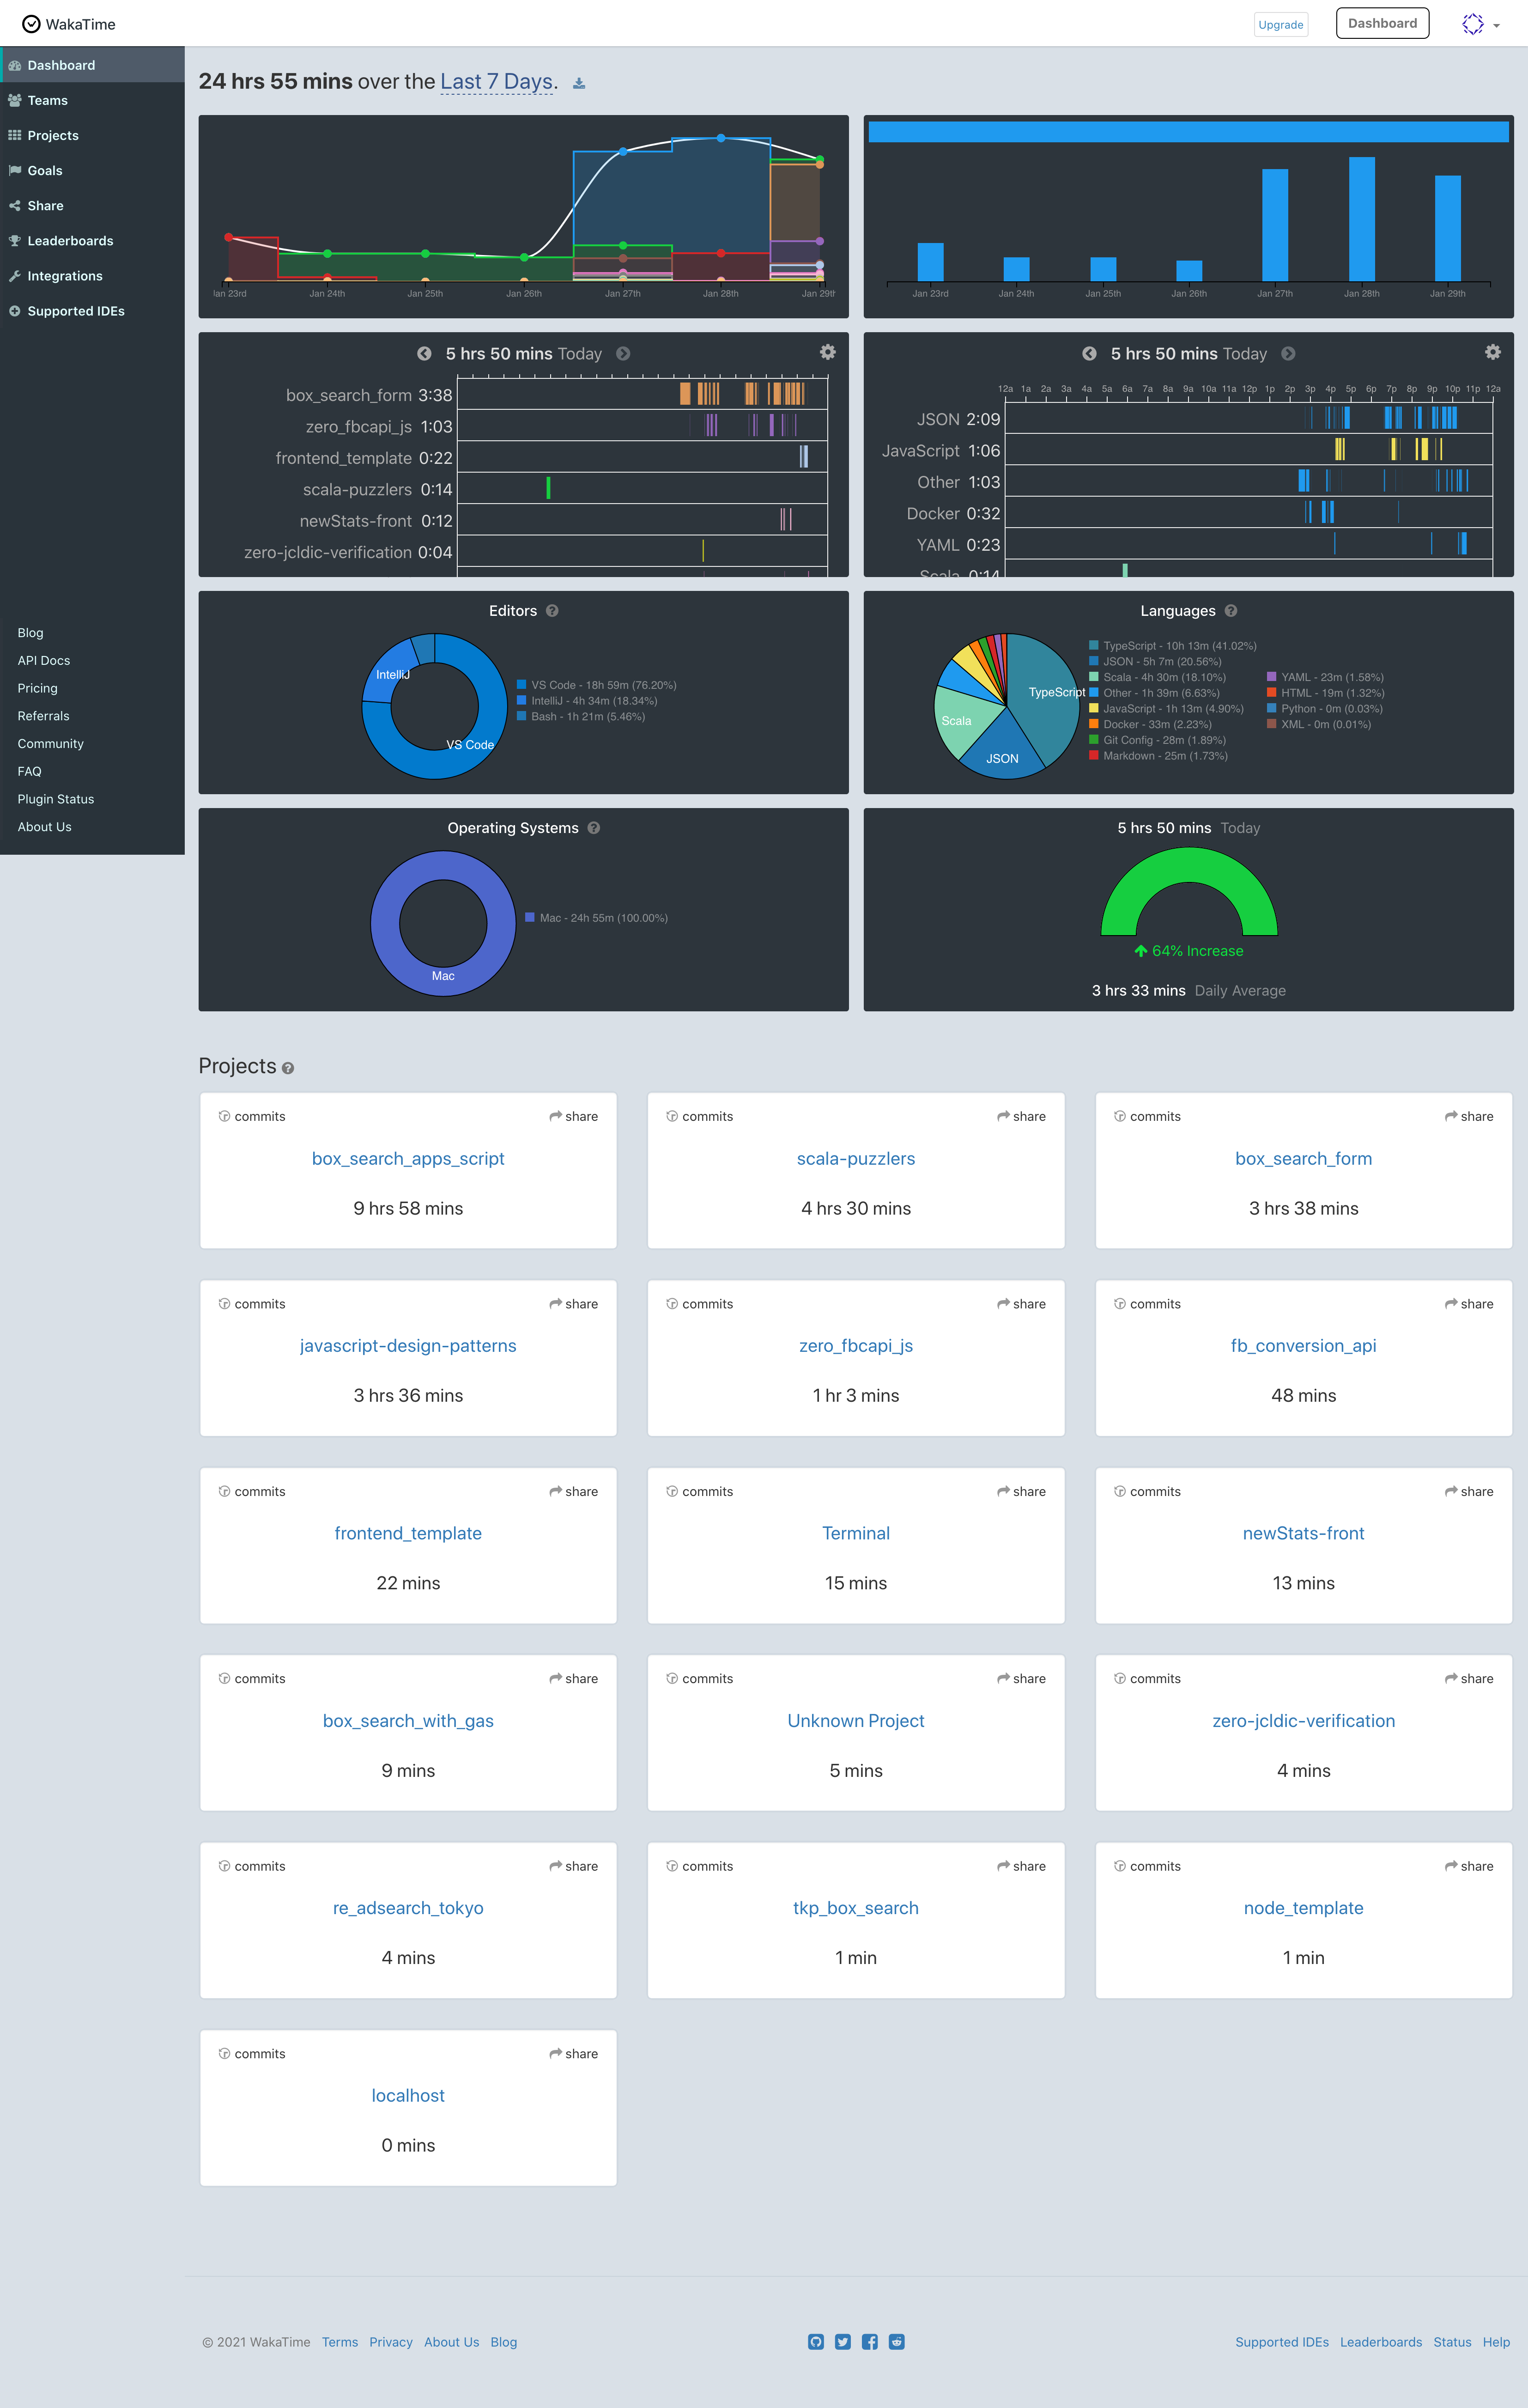 WakaTime
Upgrade
Dashboard
Dashboard
Teams
Projects
Goals
Share
Leaderboards
Integrations
Supported IDEs
Blog
API Docs
Pricing
Referrals
Community
FAQ
Plugin Status
About Us
24 hrs 55 mins over the Last 7 Days.
Jan 23rd Jan 24th Jan 25th Jan 26th Jan 27th Jan 28th Jan 29th
Jan 23rd Jan 24th Jan 25th Jan 26th Jan 27th Jan 28th Jan 29th
5 hrs 50 mins Today
box_search_form 3:38
zero_fbcapi_js 1:03
frontend_template 0:22
scala-puzzlers 0:14
newStats-front 0:12
zero-jcldic-verification 0:04
5 hrs 50 mins Today
12a 1a 2a 3a 4a 5a 6a 7a 8a 9a 10a 11a 12p 1p 2p 3p 4p 5p 6p 7p 8p 9p 10p 11p 12a
JSON 2:09
JavaScript 1:06
Other 1:03
Docker 0:32
YAML 0:23
Scala 0:14
Editors
IntelliJ
VS Code
VS Code - 18h 59m (76.20%)
IntelliJ - 4h 34m (18.34%)
Bash - 1h 21m (5.46%)
Languages
TypeScript
Scala
JSON
TypeScript - 10h 13m (41.02%)
JSON - 5h 7m (20.56%)
Scala - 4h 30m (18.10%)
Other - 1h 39m (6.63%)
JavaScript - 1h 13m (4.90%)
Docker - 33m (2.23%)
Git Config - 28m (1.89%)
Markdown - 25m (1.73%)
YAML - 23m (1.58%)
HTML - 19m (1.32%)
Python - 0m (0.03%)
XML - 0m (0.01%)
Operating Systems
Mac
Mac - 24h 55m (100.00%)
5 hrs 50 mins Today
64% Increase
3 hrs 33 mins Daily Average
Projects
commits share
box_search_apps_script
9 hrs 58 mins
commits share
scala-puzzlers
4 hrs 30 mins
commits share
box_search_form
3 hrs 38 mins
commits share
javascript-design-patterns
3 hrs 36 mins
commits share
zero_fbcapi_js
1 hr 3 mins
commits share
fb_conversion_api
48 mins
commits share
frontend_template
22 mins
commits share
Terminal
15 mins
commits share
newStats-front
13 mins
commits share
box_search_with_gas
9 mins
commits share
Unknown Project
5 mins
commits share
zero-jcldic-verification
4 mins
commits share
re_adsearch_tokyo
4 mins
commits share
tkp_box_search
1 min
commits share
node_template
1 min
commits share
localhost
0 mins
© 2021 WakaTime Terms Privacy About Us Blog
Supported IDEs Leaderboards Status Help